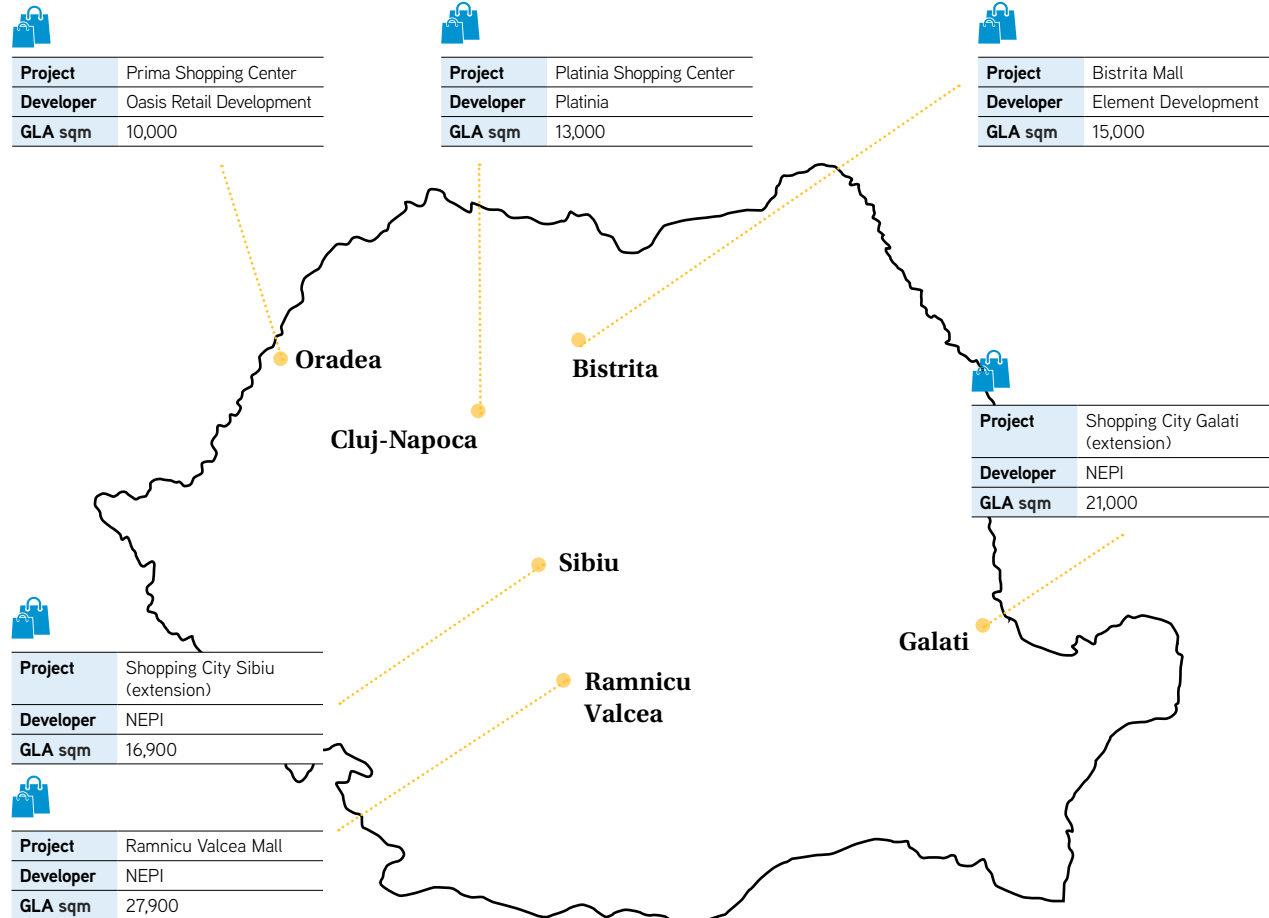 Project Prima Shopping Center
Developer Oasis Retail Development
GLA sqm 10,000
Project Platinia Shopping Center
Developer Platinia
GLA sqm 13,000
Project Bistrita Mall
Developer Element Development
GLA sqm 15,000
Oradea
Bistrita
Cluj-Napoca
Project Shopping City Galati
(extension)
Developer NEPI
GLA sqm 21,000
Sibiu
Galati
Project Shopping City Sibiu
(extension)
Developer NEPI
GLA sqm 16,900
Ramnicu
Valcea
Project Ramnicu Valcea Mall
Developer NEPI
GLA sqm 27,900